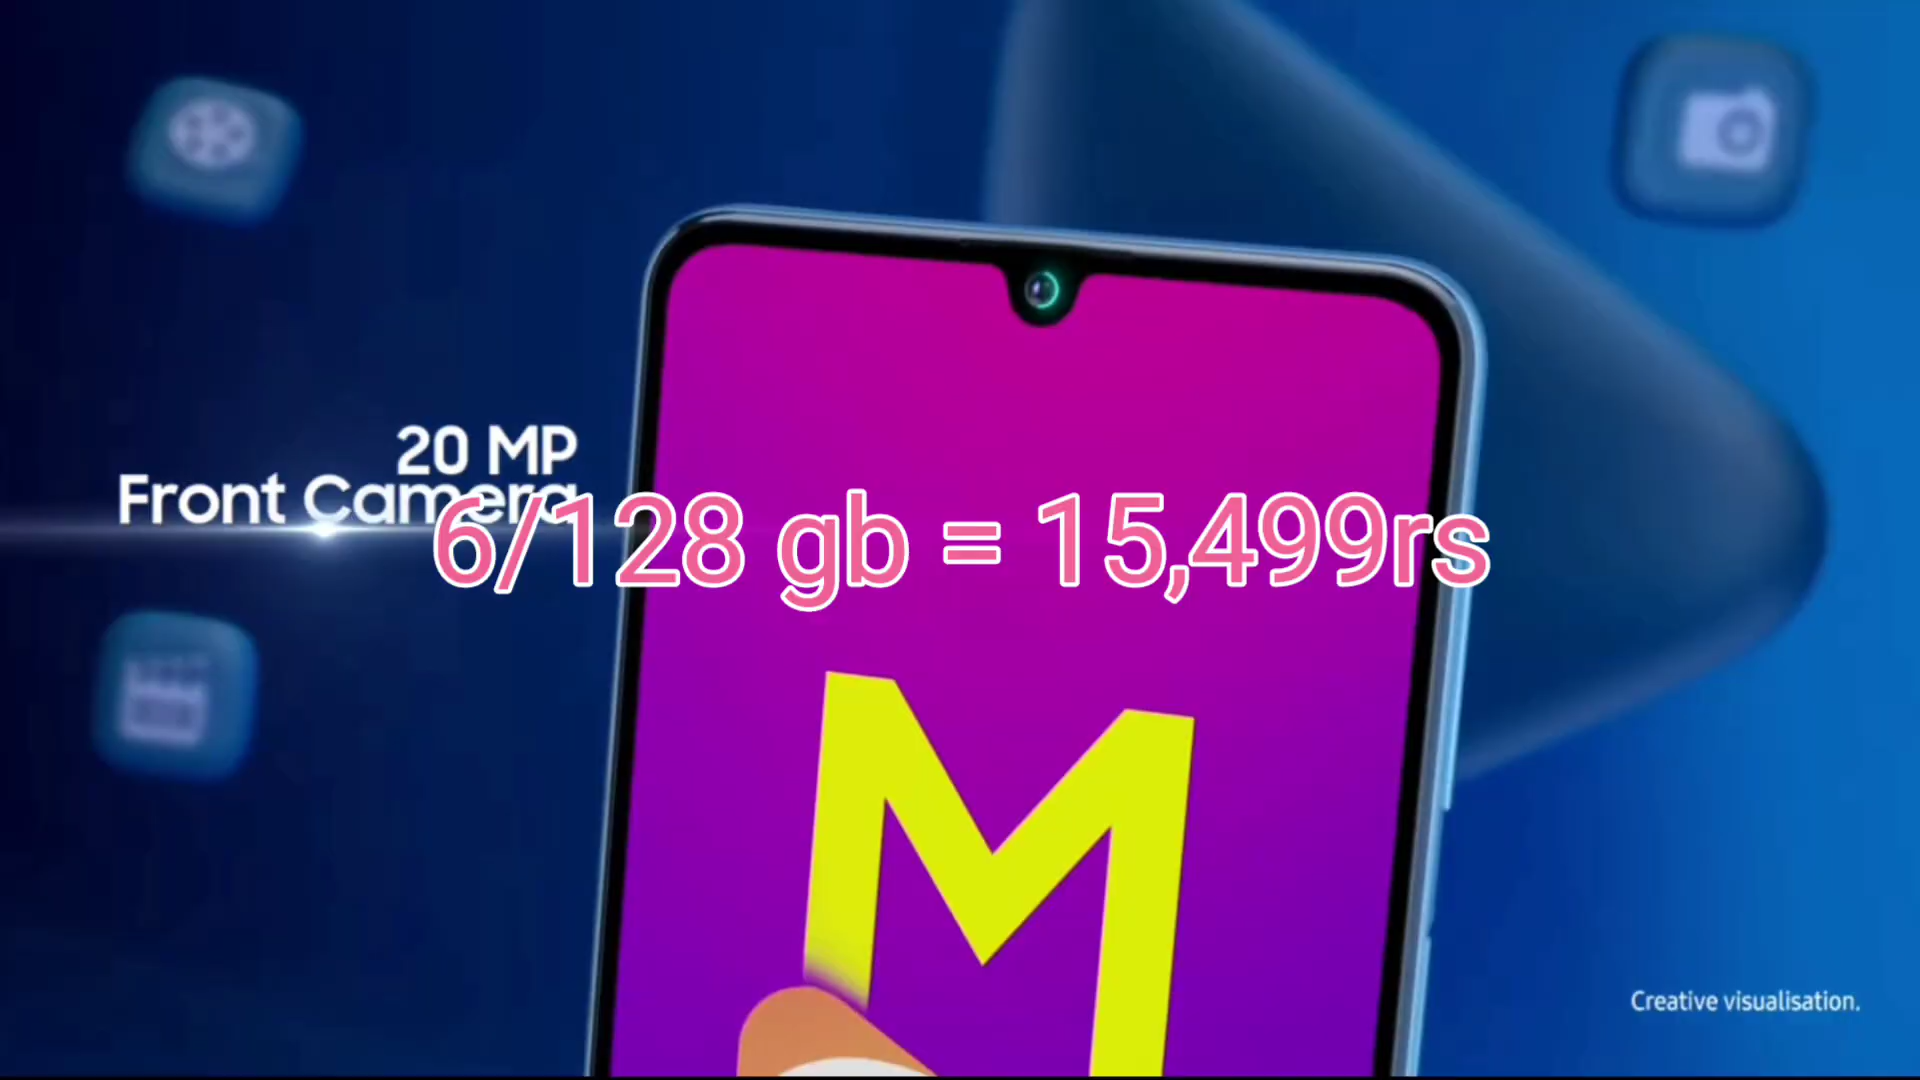 20 MP
Front Camera
6/128 gb = 15,499rs
M
Creative visualisation.